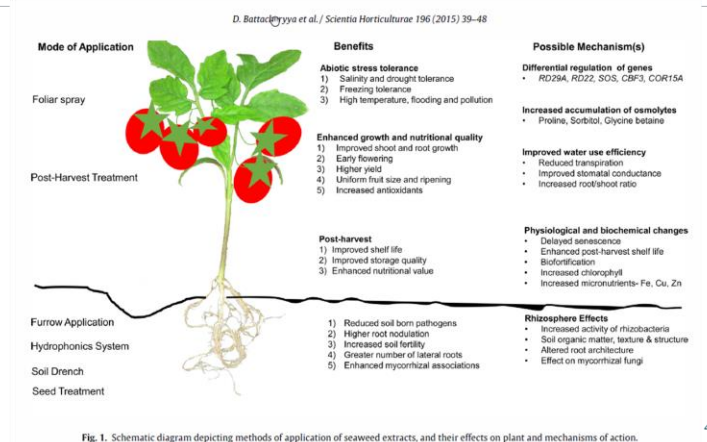 D. Battacharyya et al. / Scientia Horticulturae 196 (2015) 39–48
Mode of Application
Foliar spray
Post-Harvest Treatment
Furrow Application
Hydrophonics System
Soil Drench
Seed Treatment
Benefits
Abiotic stress tolerance
1) Salinity and drought tolerance
2) Freezing tolerance
3) High temperature, flooding and pollution
Enhanced growth and nutritional quality
1) Improved shoot and root growth
2) Early flowering
3) Higher yield
4) Uniform fruit size and ripening
5) Increased antioxidants
Post-harvest
1) Improved shelf life
2) Improved storage quality
3) Enhanced nutritional value
1) Reduced soil born pathogens
2) Higher root nodulation
3) Increased soil fertility
4) Greater number of lateral roots
5) Enhanced mycorrhizal associations
Possible Mechanism(s)
Differential regulation of genes
• RD29A, RD22, SOS, CBF3, COR15A
Increased accumulation of osmolytes
• Proline, Sorbitol, Glycine betaine
Improved water use efficiency
• Reduced transpiration
• Improved stomatal conductance
• Increased root/shoot ratio
Physiological and biochemical changes
• Delayed senescence
• Enhanced post-harvest shelf life
• Biofortification
• Increased chlorophyll
• Increased micronutrients- Fe, Cu, Zn
Rhizosphere Effects
• Increased activity of rhizobacteria
• Soil organic matter, texture & structure
• Altered root architecture
• Effect on mycorrhizal fungi
Fig. 1. Schematic diagram depicting methods of application of seaweed extracts, and their effects on plant and mechanisms of action.